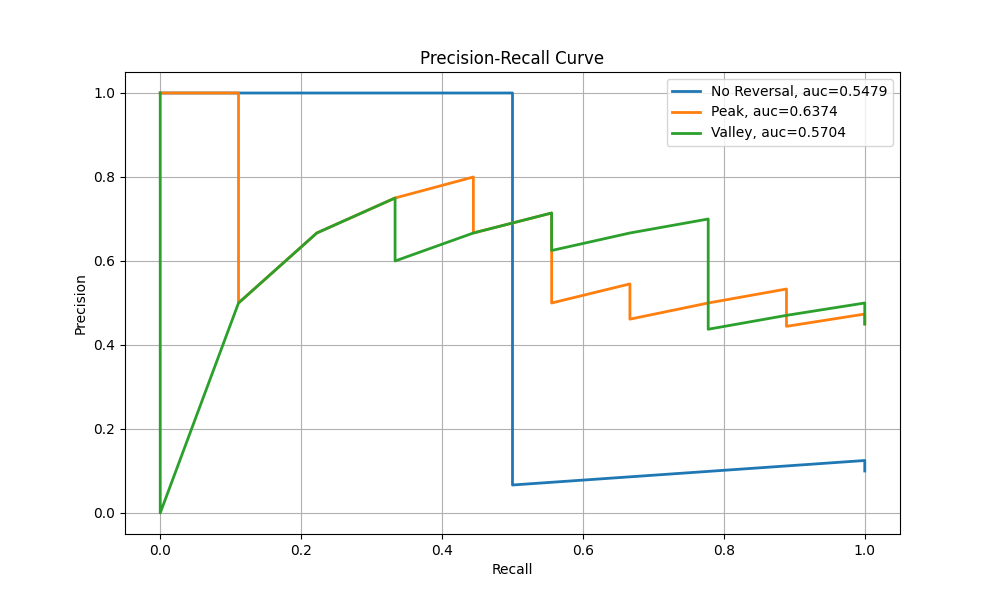 Precision-Recall Curve
No Reversal, auc=0.5479
Peak, auc=0.6374
Valley, auc=0.5704
Precision
1.0
0.8
0.6
0.4
0.2
0.0
0.0 0.2 0.4 0.6 0.8 1.0
Recall